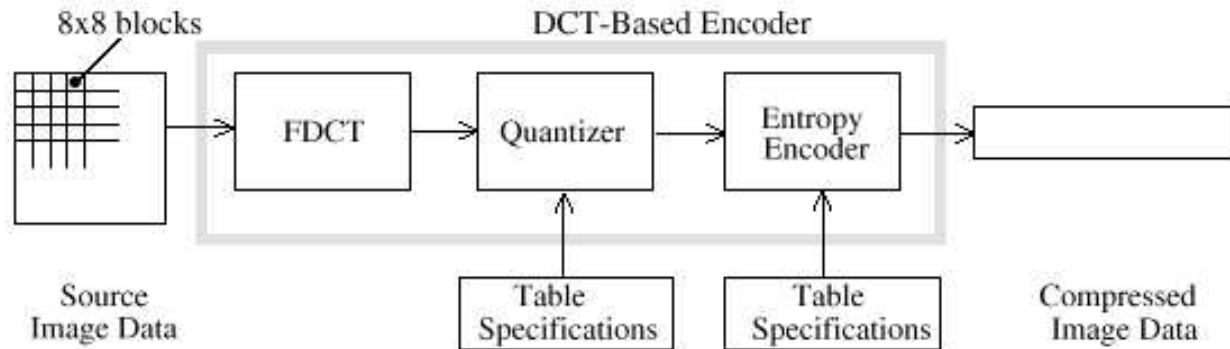 8x8 blocks
DCT-Based Encoder
FDCT
Quantizer
Entropy
Encoder
Source
Image Data
Table
Specifications
Table
Specifications
Compressed
Image Data